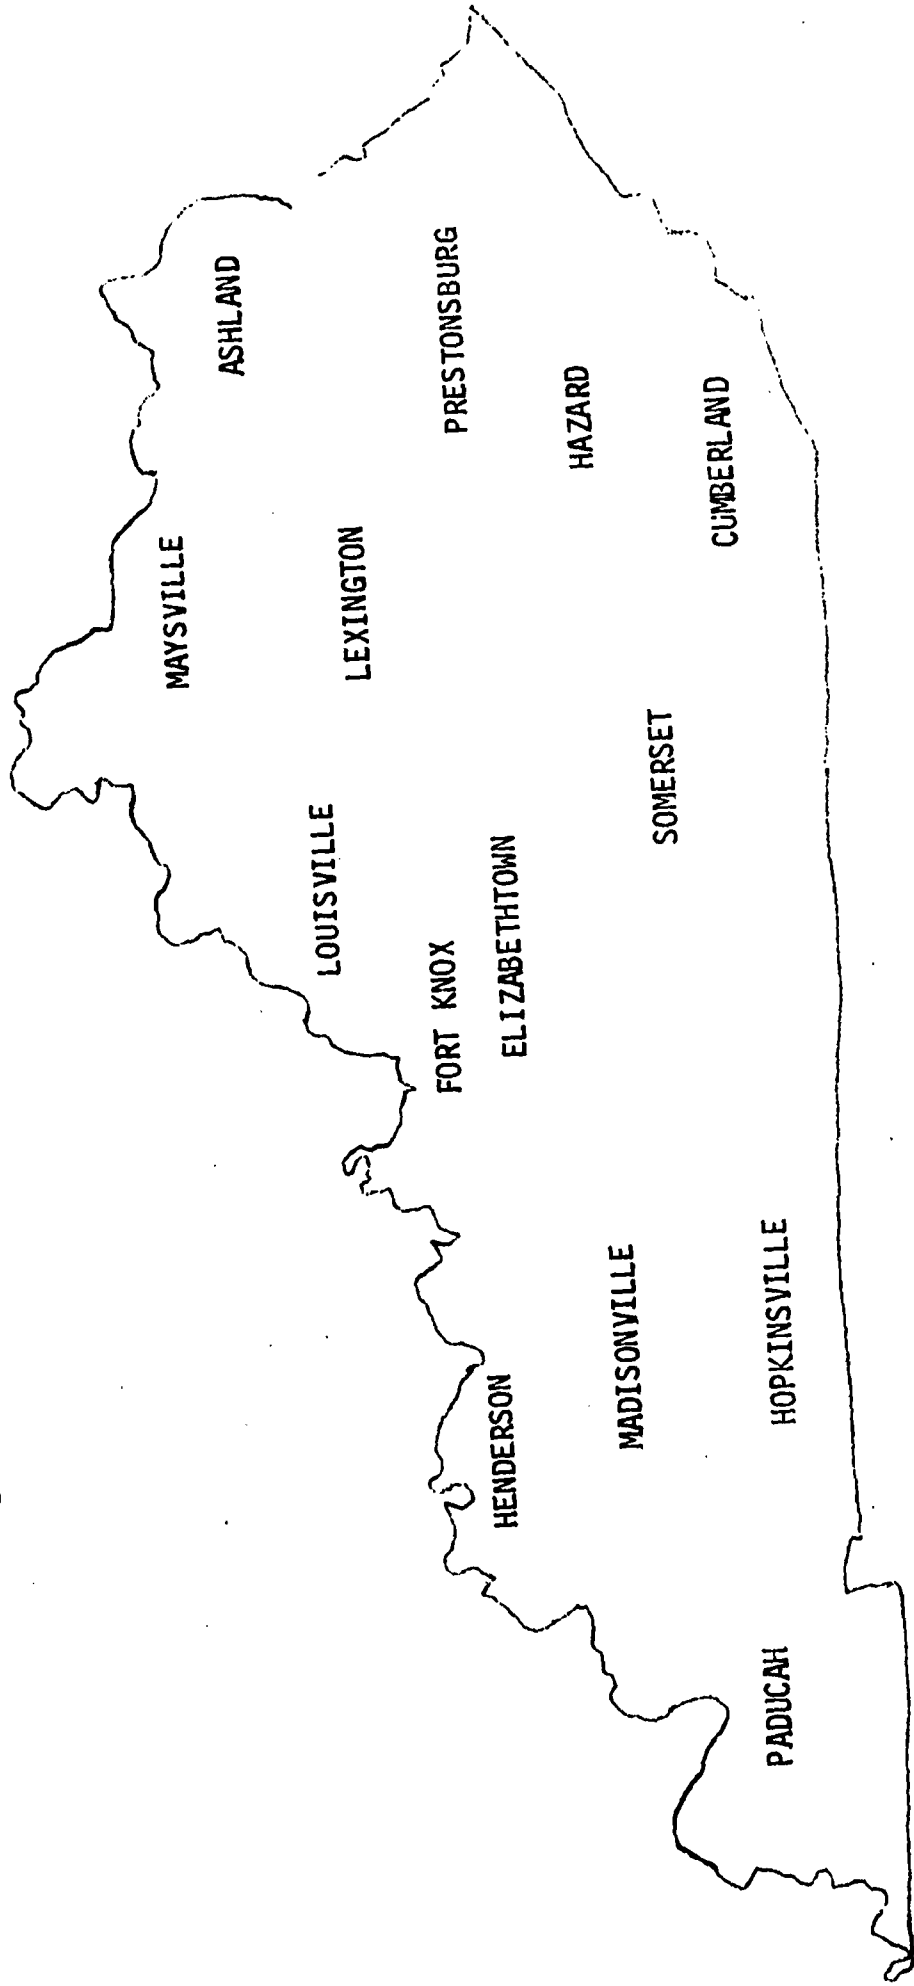 MAYSVILLE
ASHLAND
LOUISVILLE
LEXINGTON
FORT KNOX
PRESTONSBURG
ELIZABETHTOWN
HENDERSON
HAZARD
MADISONVILLE
SOMERSET
CUMBERLAND
PADUCAH
HOPKINSVILLE